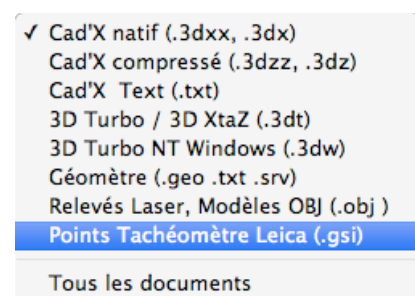 ✓ Cad'X natif (.3dxx, .3dx)
Cad'X compressé (.3dzz, .3dz)
Cad'X Text (.txt)
3D Turbo / 3D XtaZ (.3dt)
3D Turbo NT Windows (.3dw)
Géomètre (.geo .txt .srv)
Relevés Laser, Modèles OBJ (.obj )
Points Tachéomètre Leica (.gsi)
Tous les documents